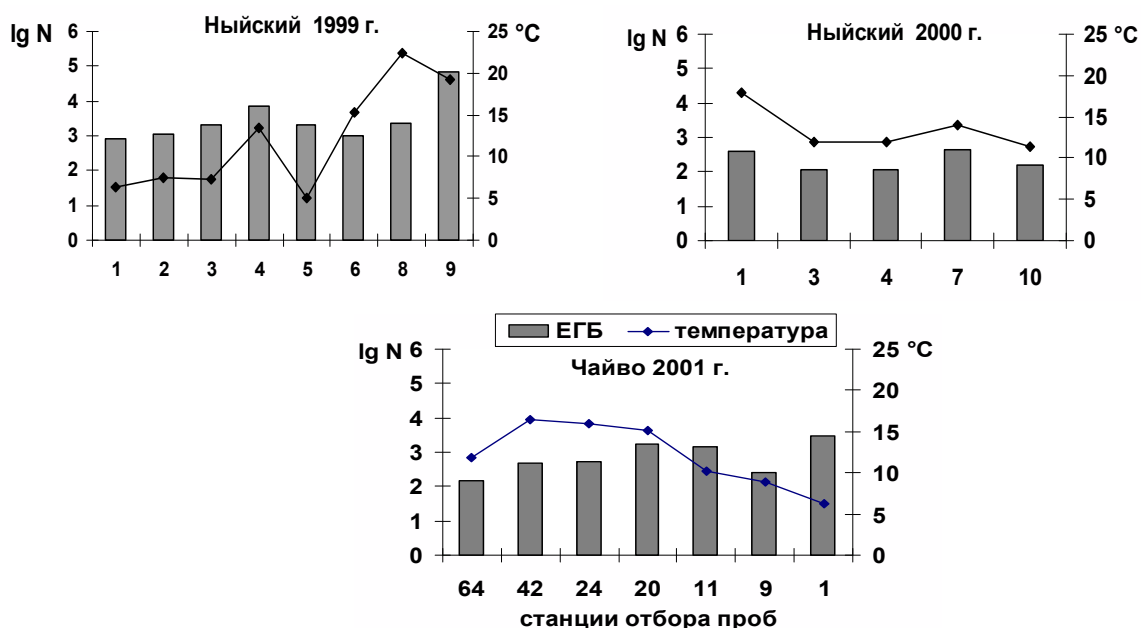 Ныйский 1999 г.
lg N
°C
6
5
4
3
2
1
0
25
20
15
10
5
0
1 2 3 4 5 6 8 9
Ныйский 2000 г.
lg N
°C
6
5
4
3
2
1
0
25
20
15
10
5
0
1 3 4 7 10
ЕГБ температура
Чайво 2001 г.
lg N
°C
6
5
4
3
2
1
0
25
20
15
10
5
0
64 42 24 20 11 9 1
станции отбора проб